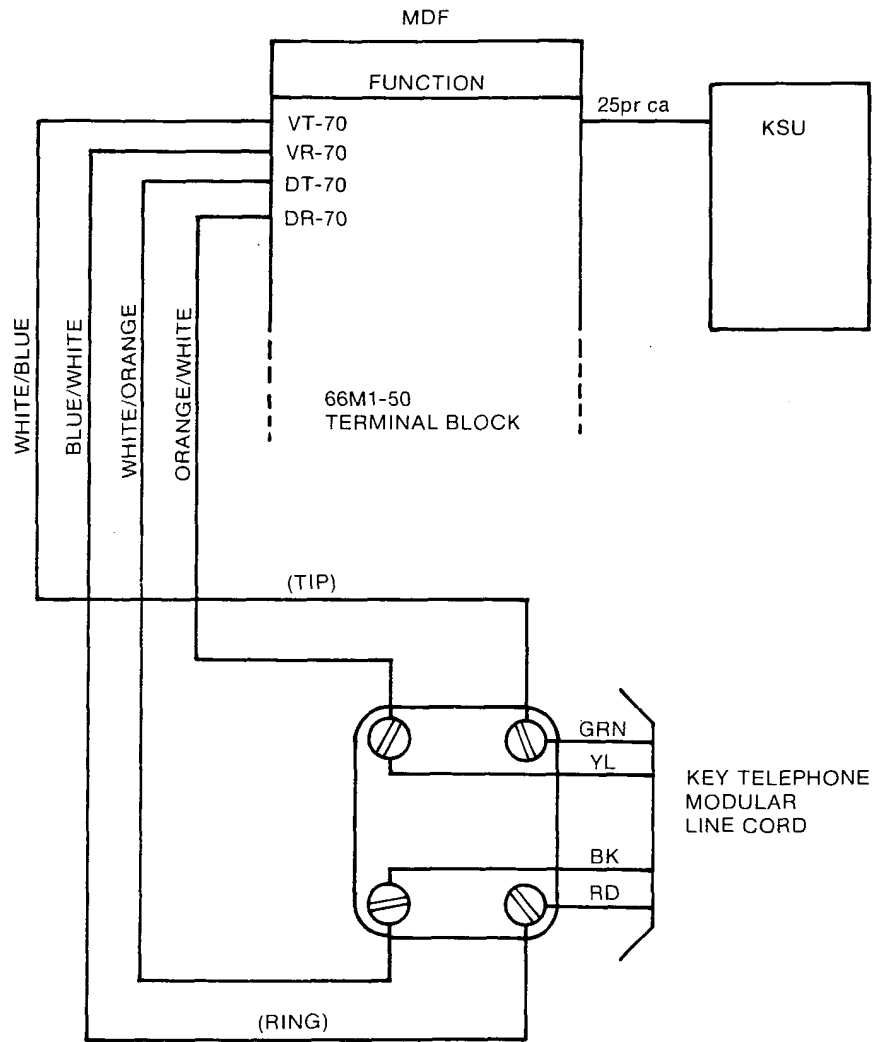 MDF
FUNCTION
VT-70
VR-70
DT-70
DR-70
25pr ca
KSU
WHITE/BLUE
BLUE/WHITE
WHITE/ORANGE
ORANGE/WHITE
66M1-50
TERMINAL BLOCK
(TIP)
GRN
YL
BK
RD
KEY TELEPHONE
MODULAR
LINE CORD
(RING)